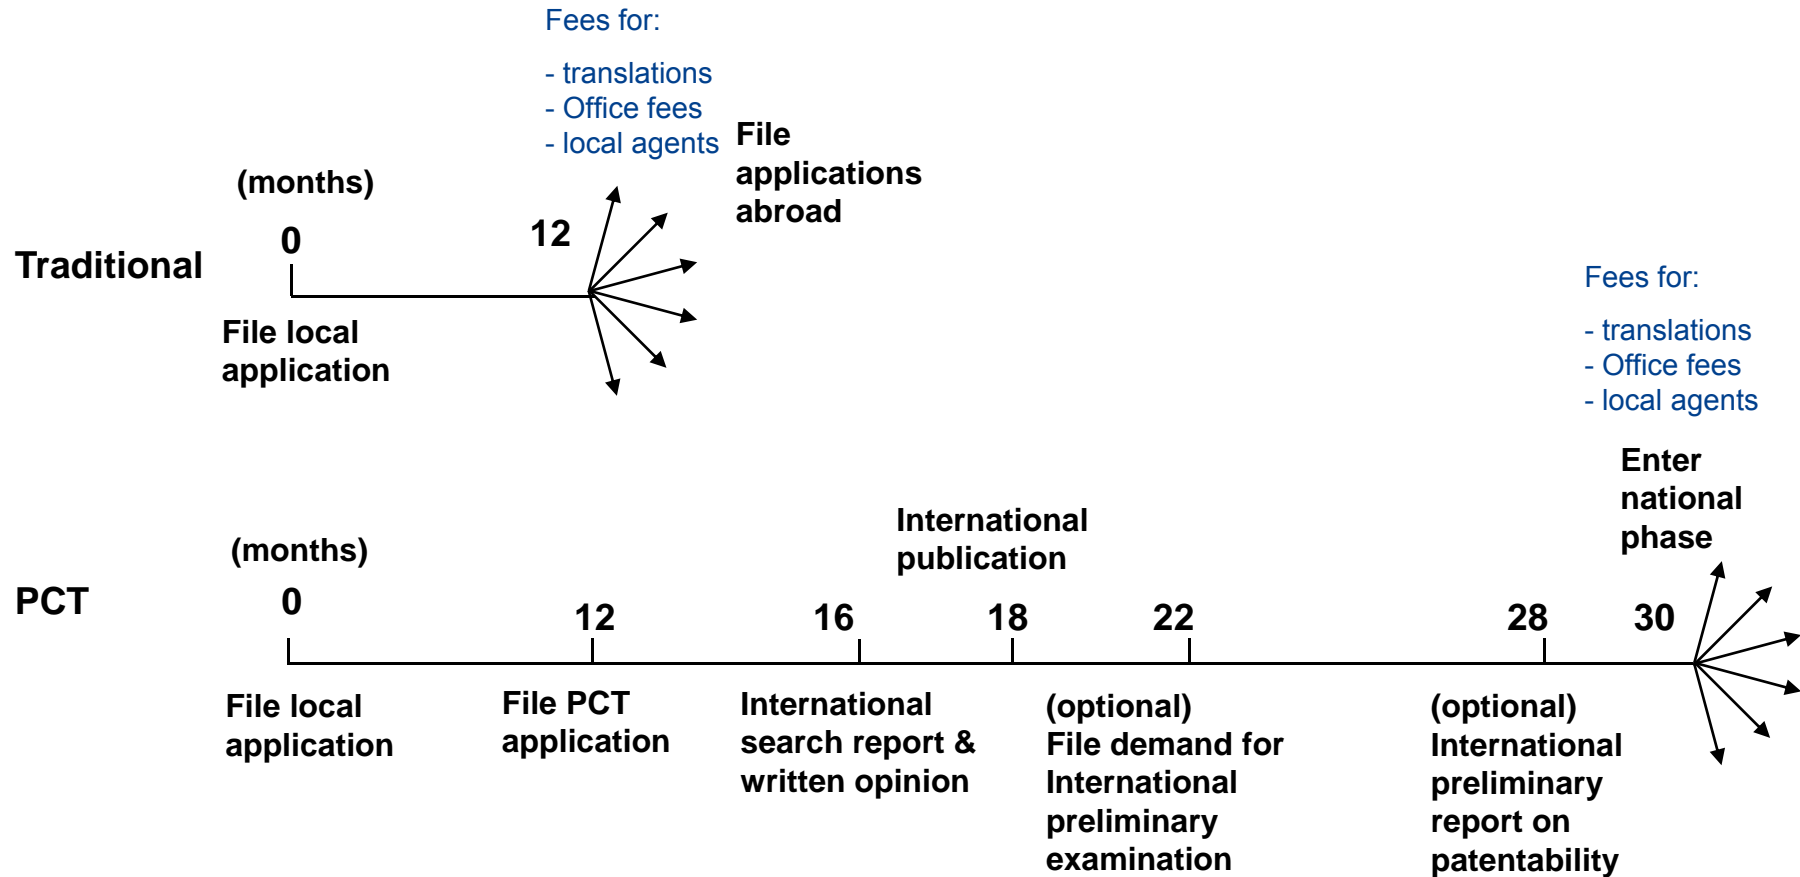 Fees for:
- translations
- Office fees
- local agents
File
applications
abroad
(months)
0
12
Traditional
File local
application
Fees for:
- translations
- Office fees
- local agents
Enter
national
phase
International
publication
(months)
PCT
0
12
16
18
22
28
30
File local
application
File PCT
application
International
search report &
written opinion
(optional)
File demand for
International
preliminary
examination
(optional)
International
preliminary
report on
patentability